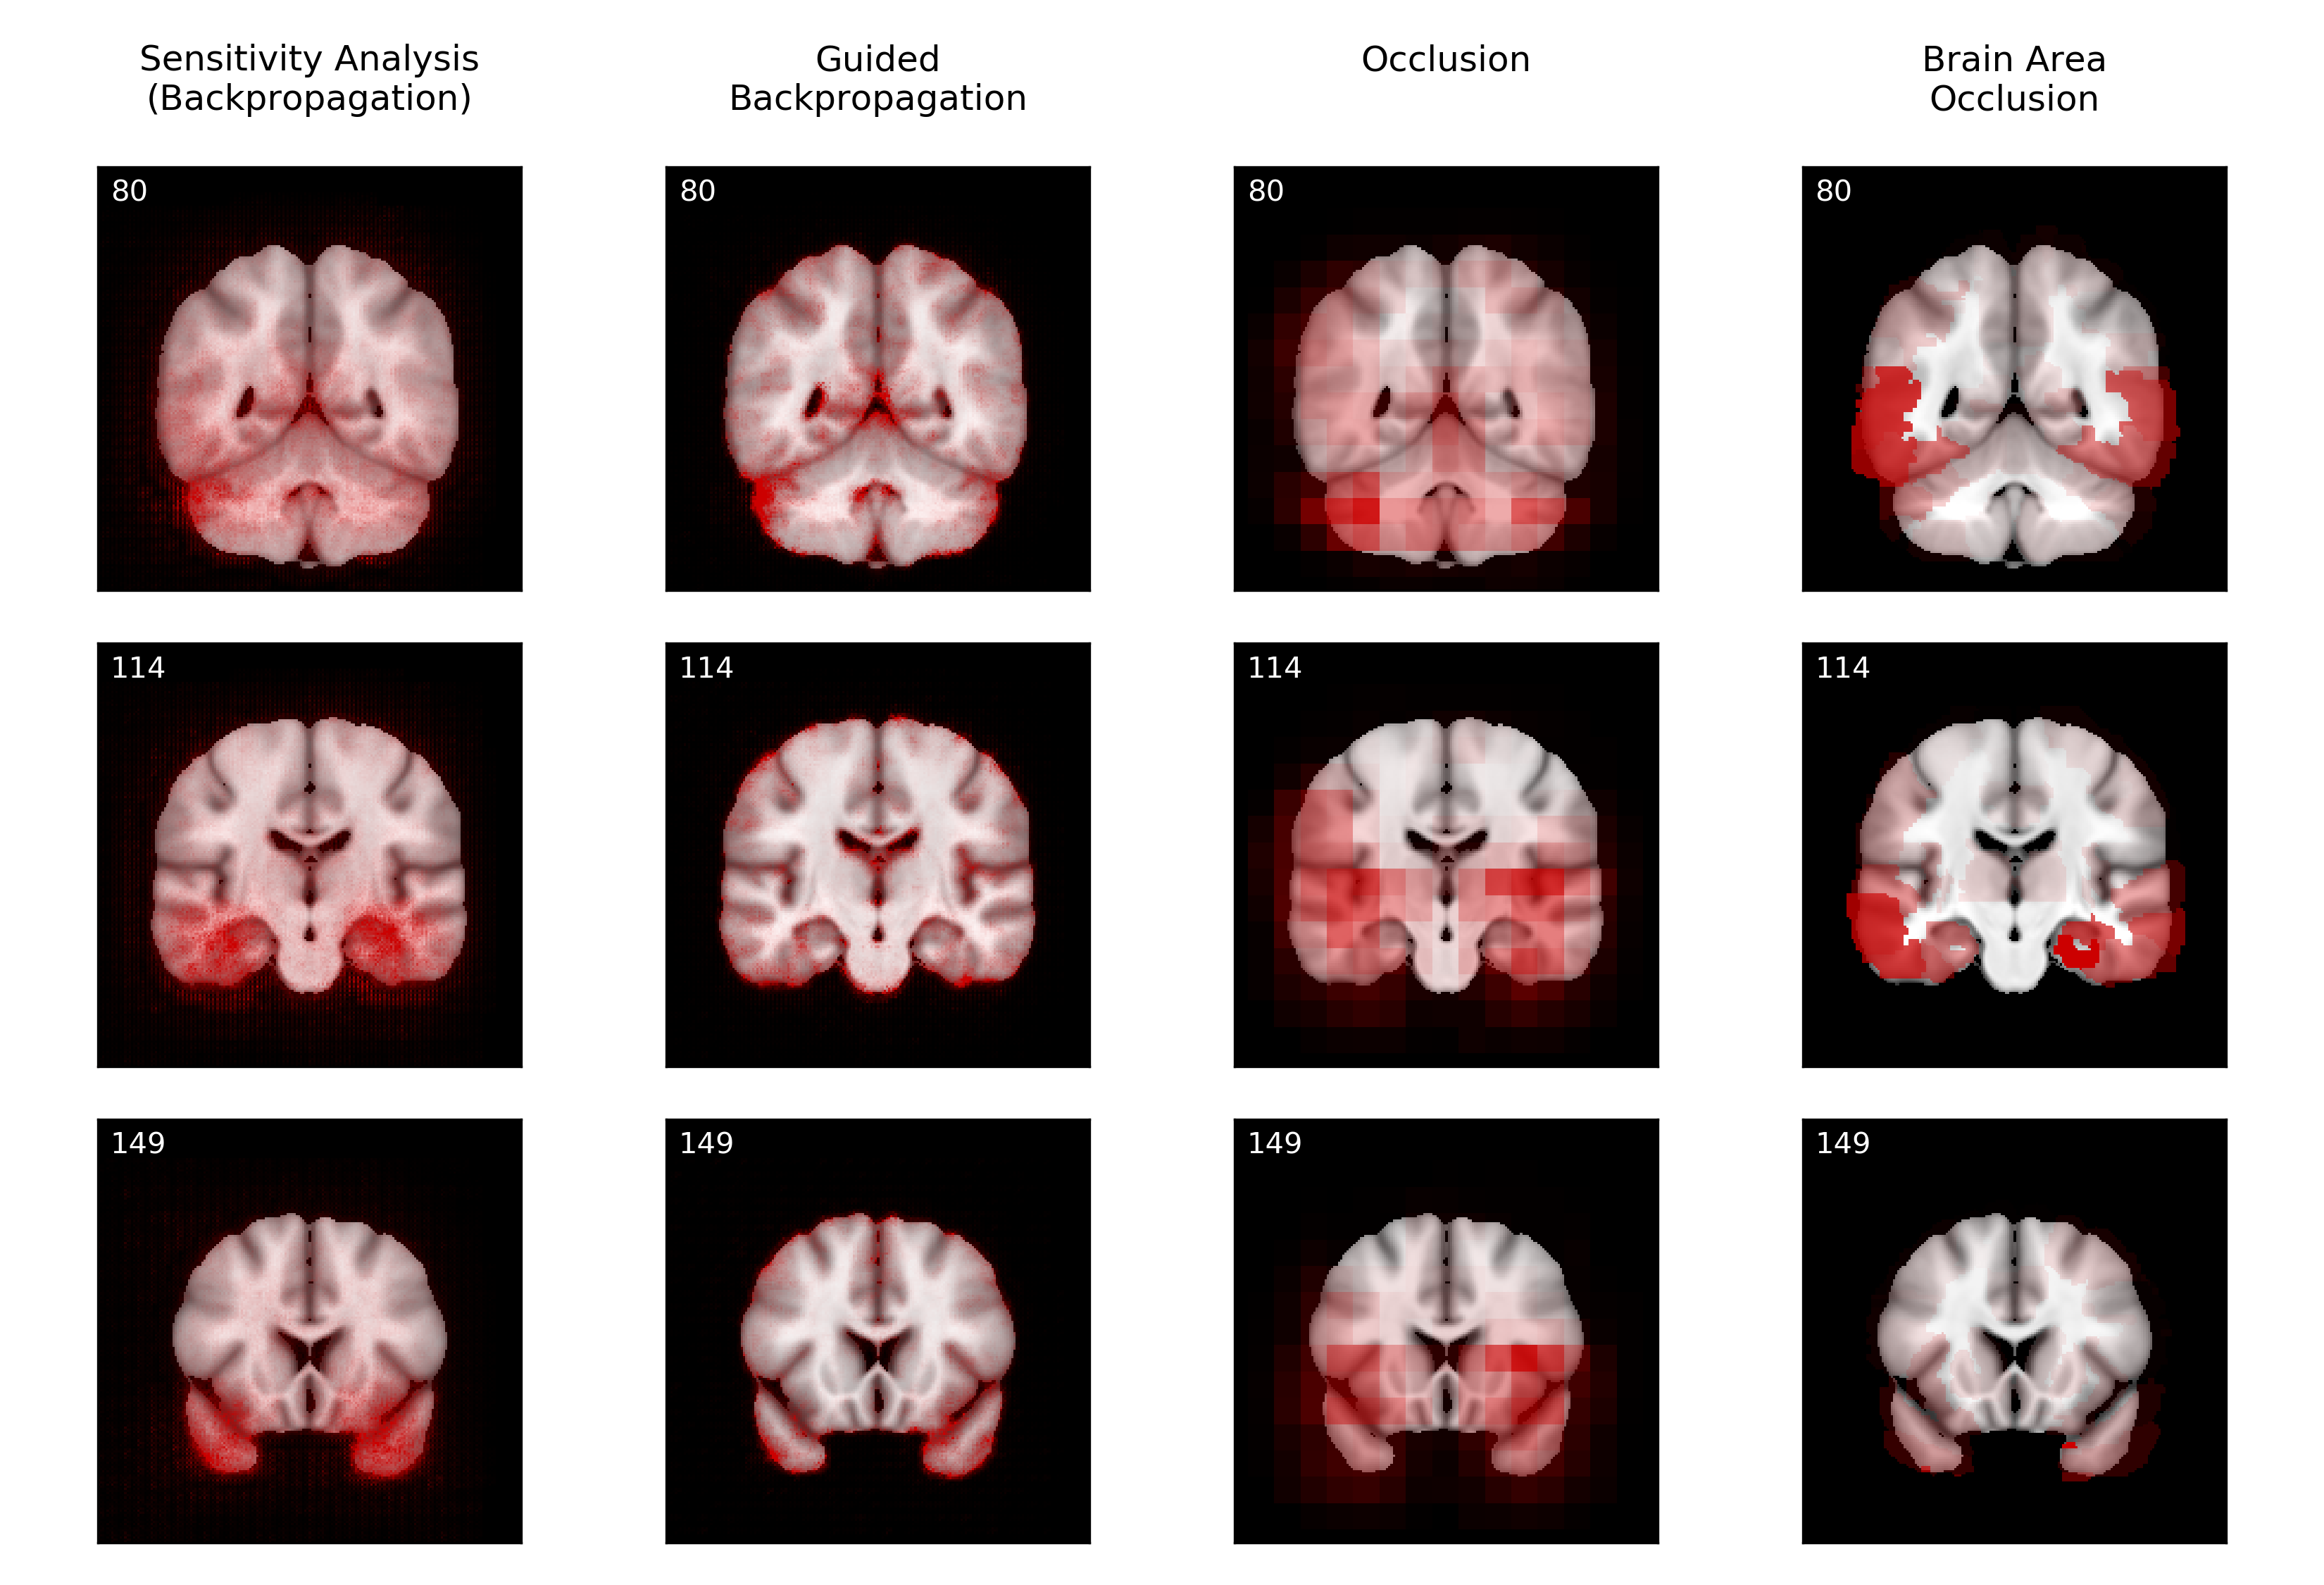 Sensitivity Analysis
(Backpropagation)
Guided
Backpropagation
Occlusion
Brain Area
Occlusion
80
80
80
80
114
114
114
114
149
149
149
149